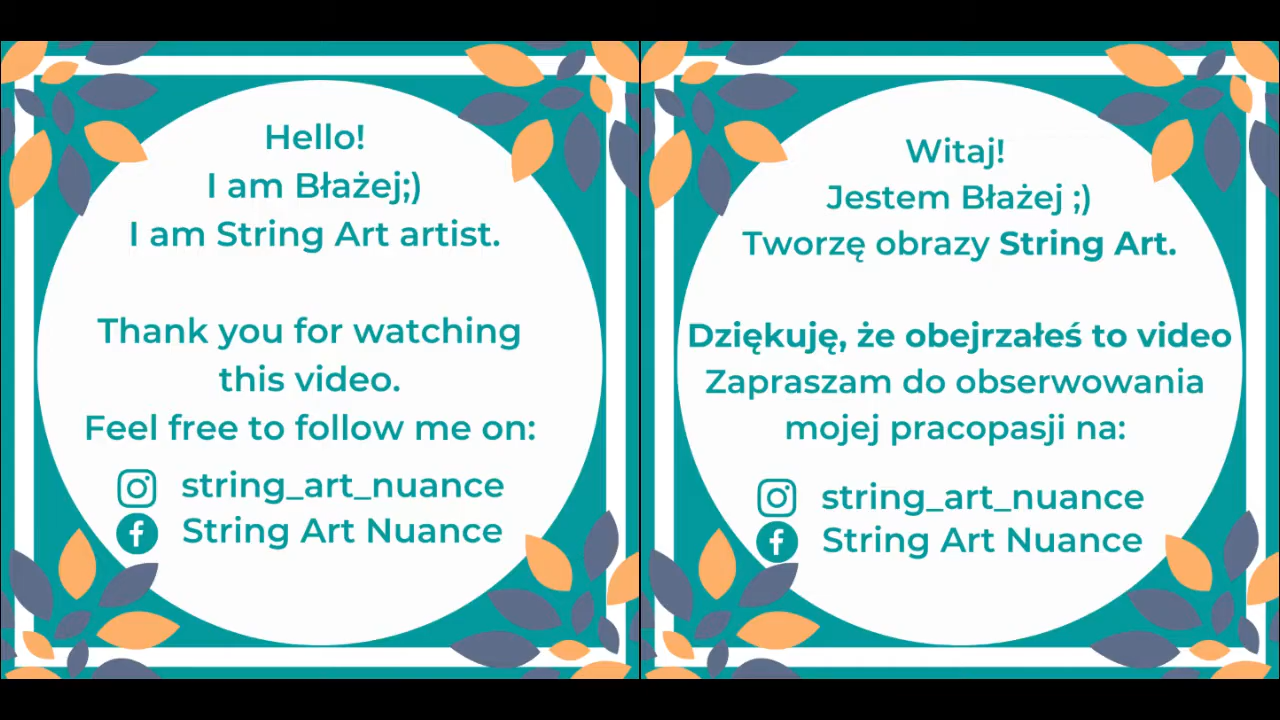 Hello!
I am Błażej;)
I am String Art artist.
Thank you for watching
this video.
Feel free to follow me on:
string_art_nuance
String Art Nuance
Witaj!
Jestem Błażej ;)
Tworzę obrazy String Art.
Dziękuję, że obejrzałeś to video
Zapraszam do obserwowania
mojej pracopasji na:
string_art_nuance
String Art Nuance